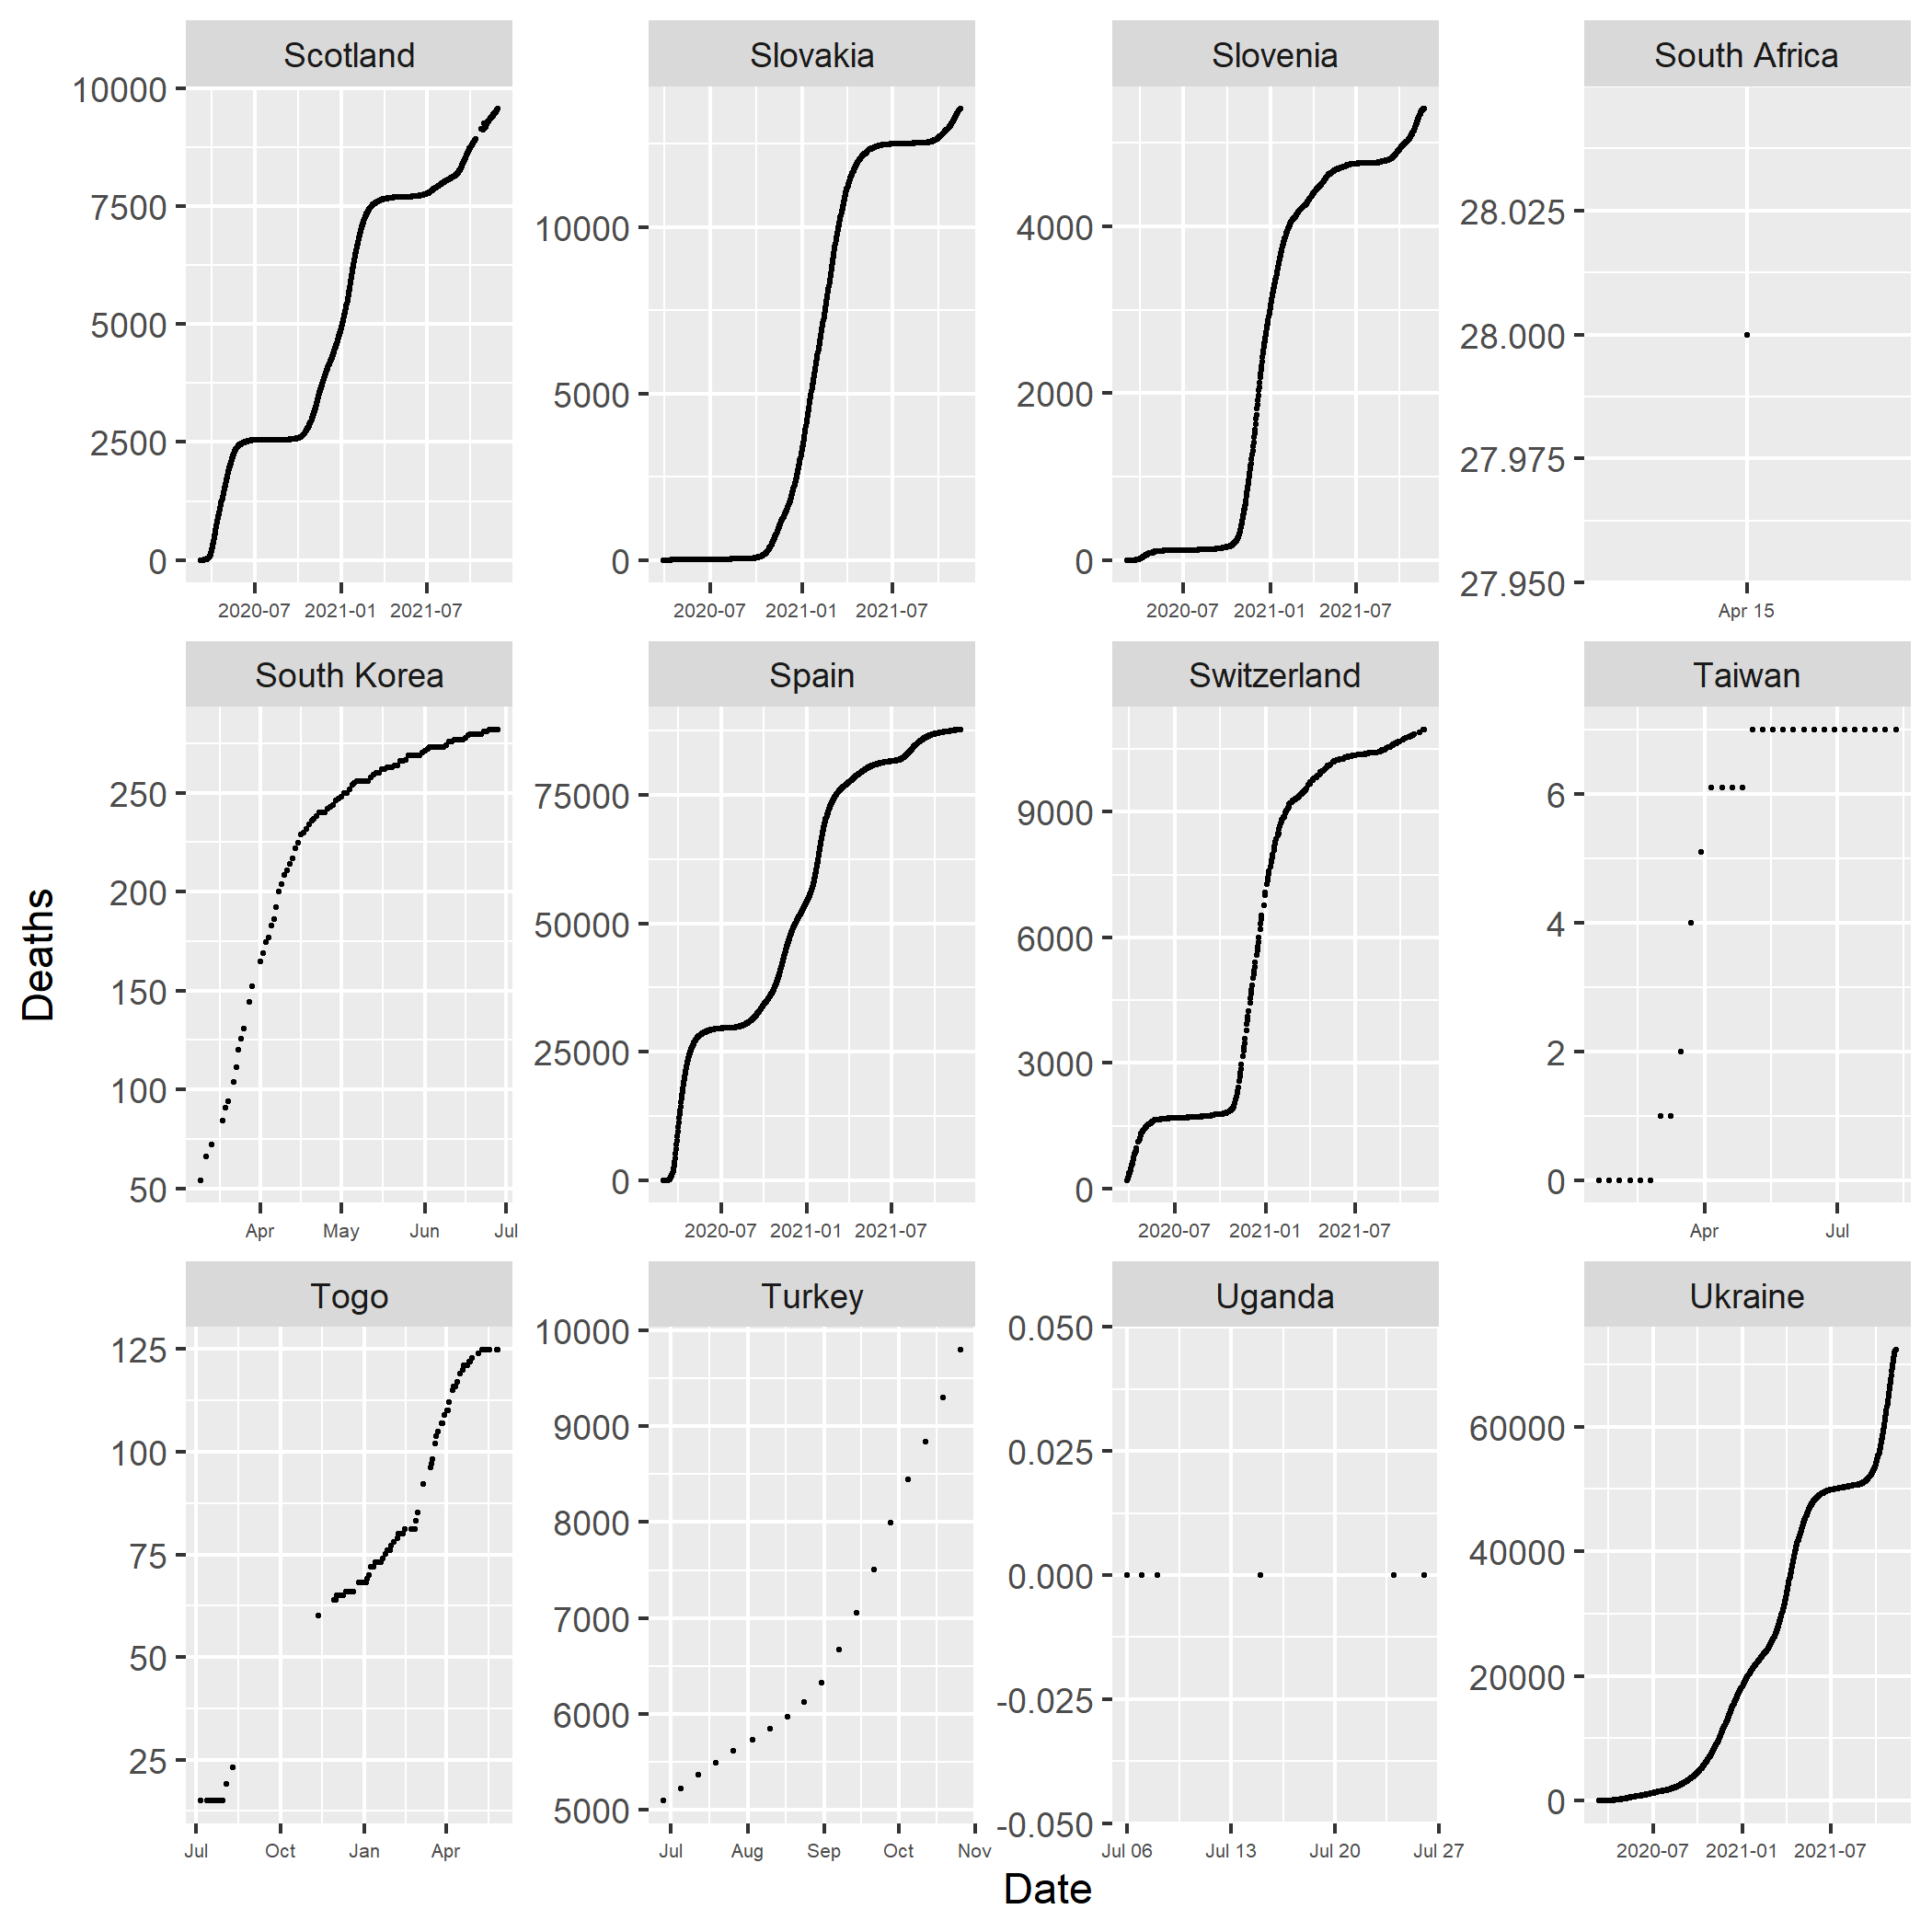 Scotland
Slovakia
Slovenia
South Africa
10000
7500
5000
2500
0
2020-07 2021-01 2021-07
10000
5000
0
2020-07 2021-01 2021-07
4000
2000
0
2020-07 2021-01 2021-07
28.025
28.000
27.975
27.950
Apr 15
South Korea
Spain
Switzerland
Taiwan
250
200
150
100
50
Apr May Jun Jul
75000
50000
25000
0
2020-07 2021-01 2021-07
9000
6000
3000
0
2020-07 2021-01 2021-07
6
4
2
0
Apr Jul
Togo
Turkey
Uganda
Ukraine
125
100
75
50
25
Jul Oct Jan Apr
10000
9000
8000
7000
6000
5000
Jul Aug Sep Oct Nov
0.050
0.025
0.000
-0.025
-0.050
Jul 06 Jul 13 Jul 20 Jul 27
60000
40000
20000
0
2020-07 2021-01 2021-07
Deaths
Date